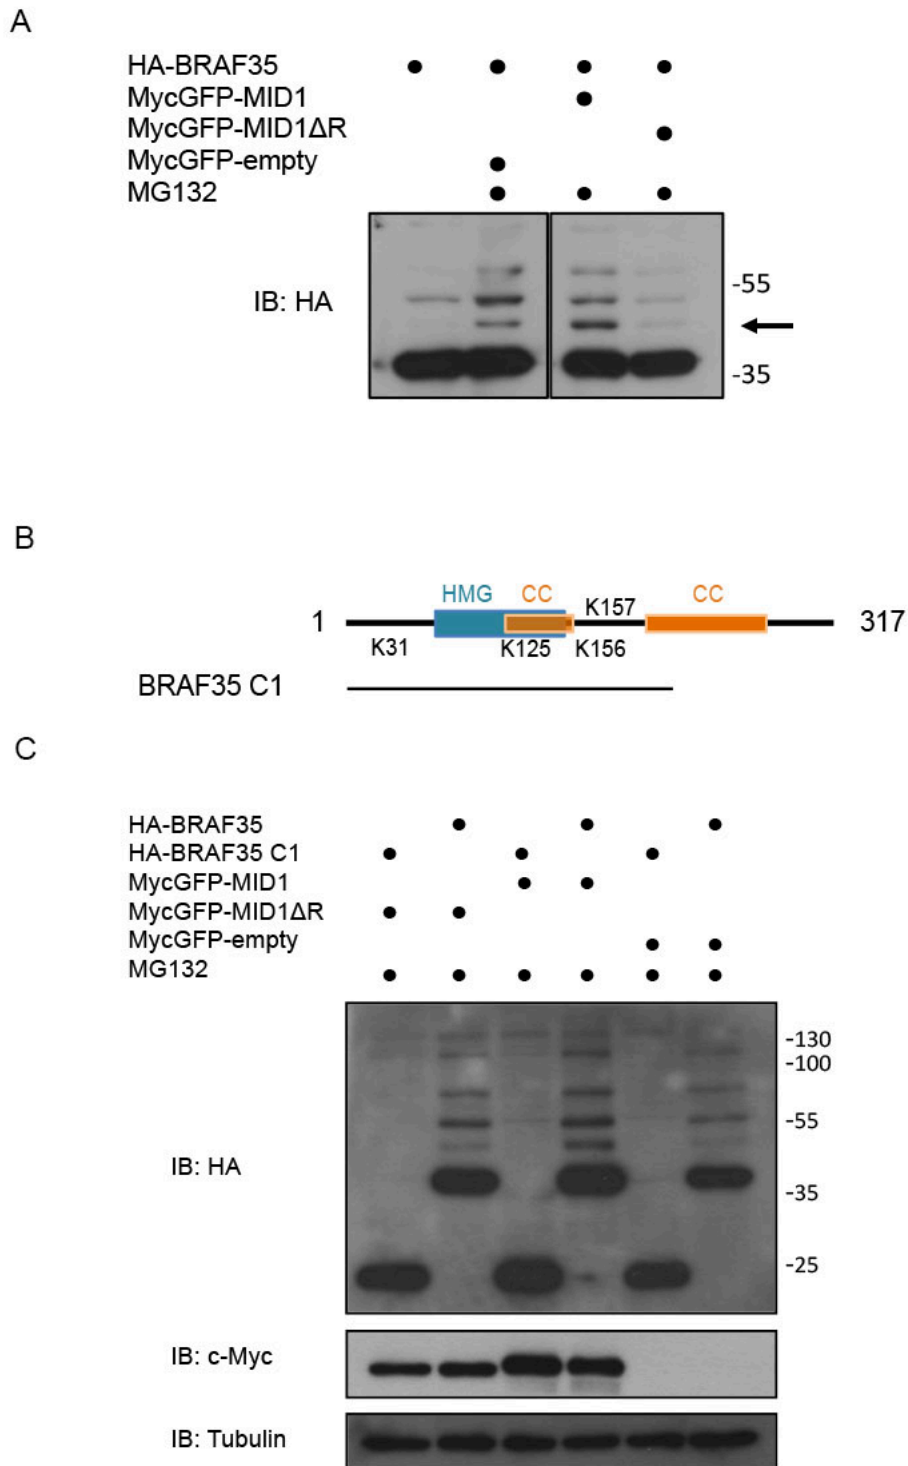 A
HA-BRAF35
MycGFP-MID1
MycGFP-MID1ΔR
MycGFP-empty
MG132
IB: HA
-55
-35
B
HMG CC CC
K157
1 317
K31 K125 K156
BRAF35 C1
C
HA-BRAF35
HA-BRAF35 C1
MycGFP-MID1
MycGFP-MID1ΔR
MycGFP-empty
MG132
-130
-100
-55
IB: HA
-35
-25
IB: c-Myc
IB: Tubulin